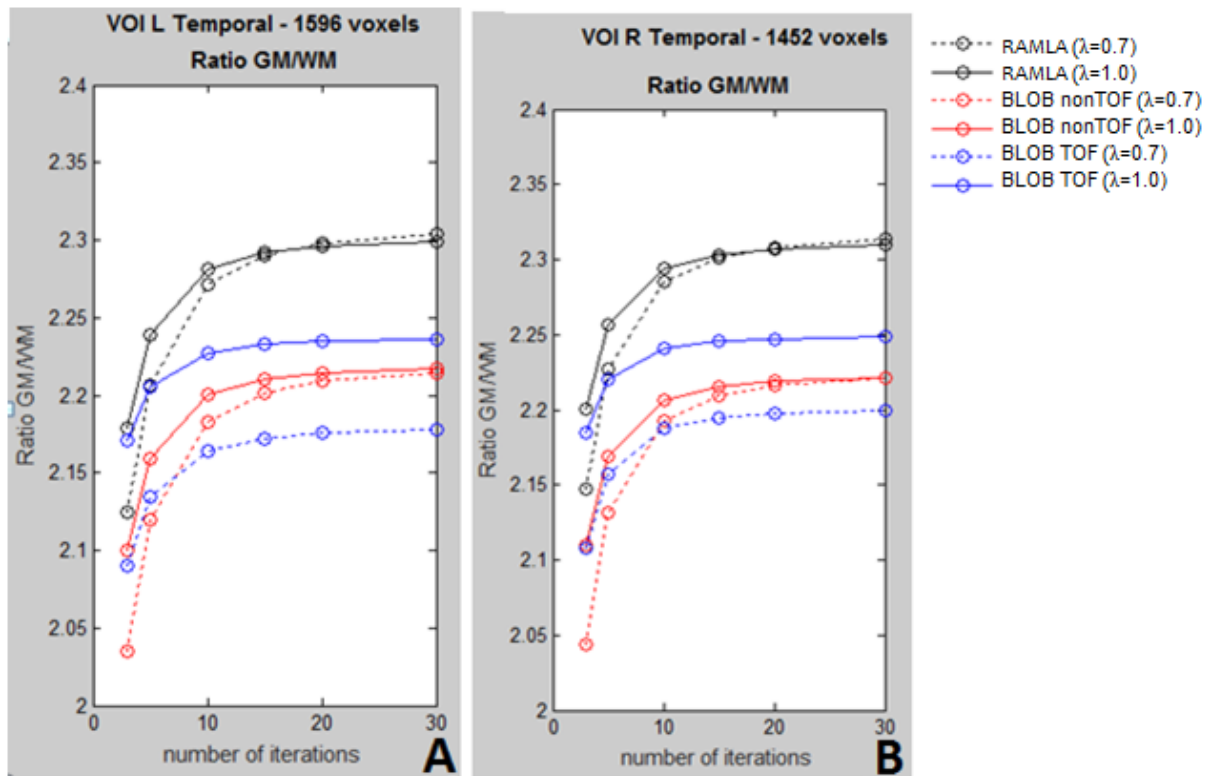 VOI L Temporal - 1596 voxels
Ratio GM/WM
2.4
2.35
2.3
2.25
2.2
2.15
2.1
2.05
2
Ratio GM/WM
0
10
20
30
number of iterations
A
VOI R Temporal - 1452 voxels
Ratio GM/WM
2.4
2.35
2.3
2.25
2.2
2.15
2.1
2.05
2
Ratio GM/WM
0
10
20
30
number of iterations
B
RAMLA (λ=0.7)
RAMLA (λ=1.0)
BLOB nonTOF (λ=0.7)
BLOB nonTOF (λ=1.0)
BLOB TOF (λ=0.7)
BLOB TOF (λ=1.0)